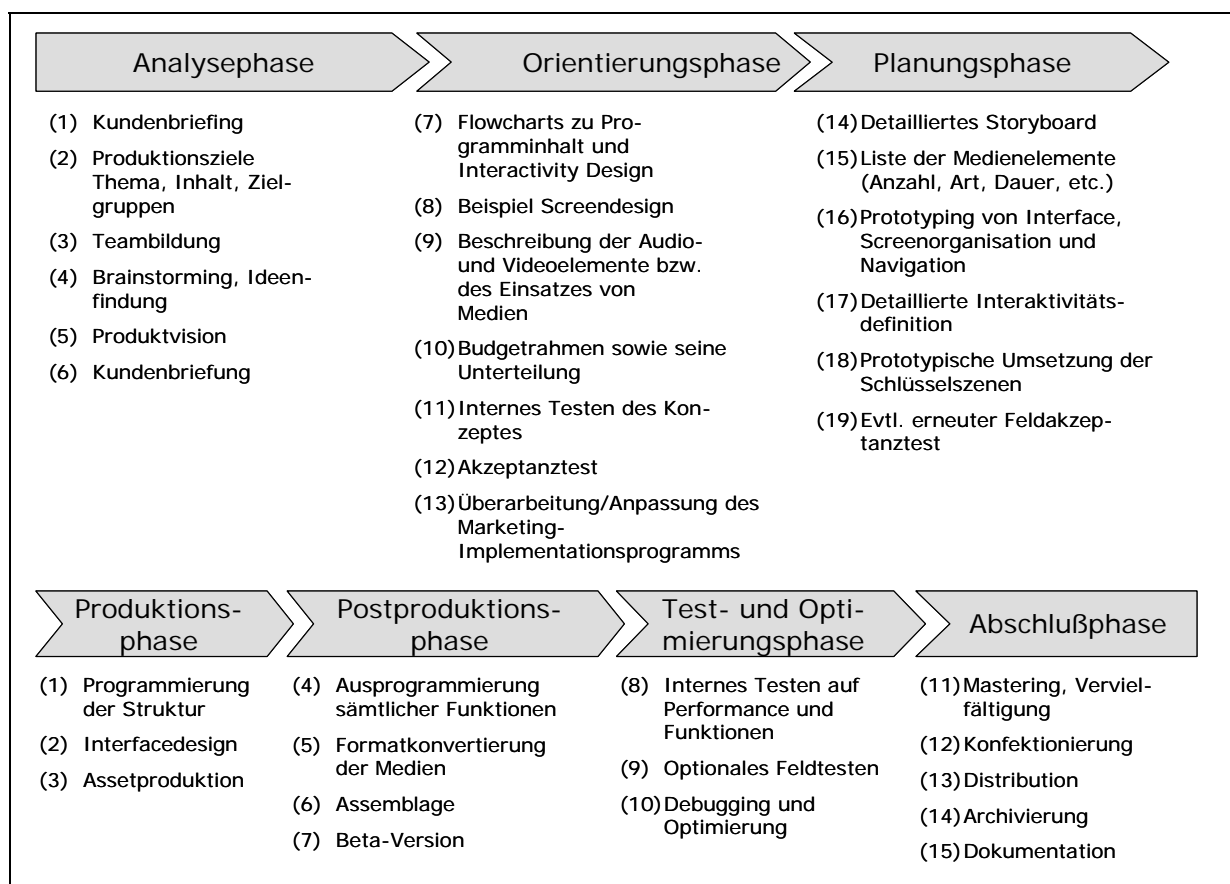 Analysephase
(1) Kundenbriefing
(2) Produktionsziele
Thema, Inhalt, Ziel-
gruppen
(3) Teambildung
(4) Brainstorming, Ideen-
findung
(5) Produktvision
(6) Kundenbriefung
Orientierungsphase
(7) Flowcharts zu Pro-
gramminhalt und
Interactivity Design
(8) Beispiel Screendesign
(9) Beschreibung der Audio-
und Videoelemente bzw.
des Einsatzes von
Medien
(10) Budgetrahmen sowie seine
Unterteilung
(11) Internes Testen des Kon-
zeptes
(12) Akzeptanztest
(13) Überarbeitung/Anpassung des
Marketing-
Implementationsprogramms
Planungsphase
(14) Detailliertes Storyboard
(15) Liste der Medienelemente
(Anzahl, Art, Dauer, etc.)
(16) Prototyping von Interface,
Screenorganisation und
Navigation
(17) Detaillierte Interaktivitäts-
definition
(18) Prototypische Umsetzung der
Schlüsselszenen
(19) Evtl. erneuter Feldakzep-
tanztest
Produktions-
phase
(1) Programmierung
der Struktur
(2) Interfacedesign
(3) Assetproduktion
Postproduktions-
phase
(4) Ausprogrammierung
sämtlicher Funktionen
(5) Formatkonvertierung
der Medien
(6) Assemblage
(7) Beta-Version
Test- und Opti-
mierungsphase
(8) Internes Testen auf
Performance und
Funktionen
(9) Optionales Feldtesten
(10) Debugging und
Optimierung
Abschlußphase
(11) Mastering, Verviel-
fältigung
(12) Konfektionierung
(13) Distribution
(14) Archivierung
(15) Dokumentation